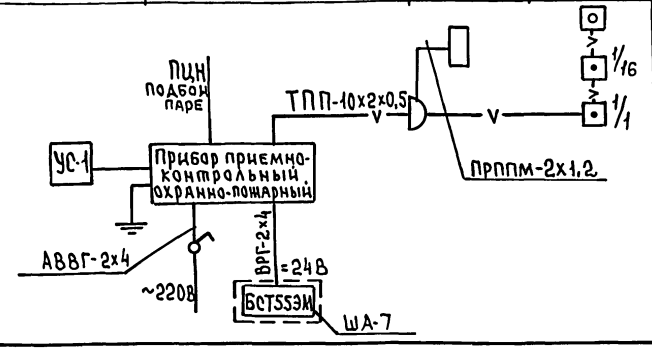 ПЦН
ПОДБОН
ПАРЕ
ТПП-10х2х0,5
V
V
>
1/16
>
1/1
ПРППМ-2х1,2
УС-1
Прибор приемно-
контрольный
охранно-пожарный
АВВГ-2х4
~220В
ВРГ-2х4
=24В
БСТ55ЭМ
ША-7